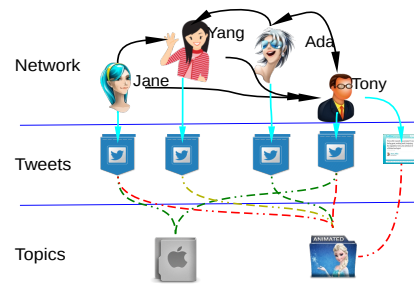 Yang
Ada
Network
Jane
Tony
Tweets
Topics
ANIMATED